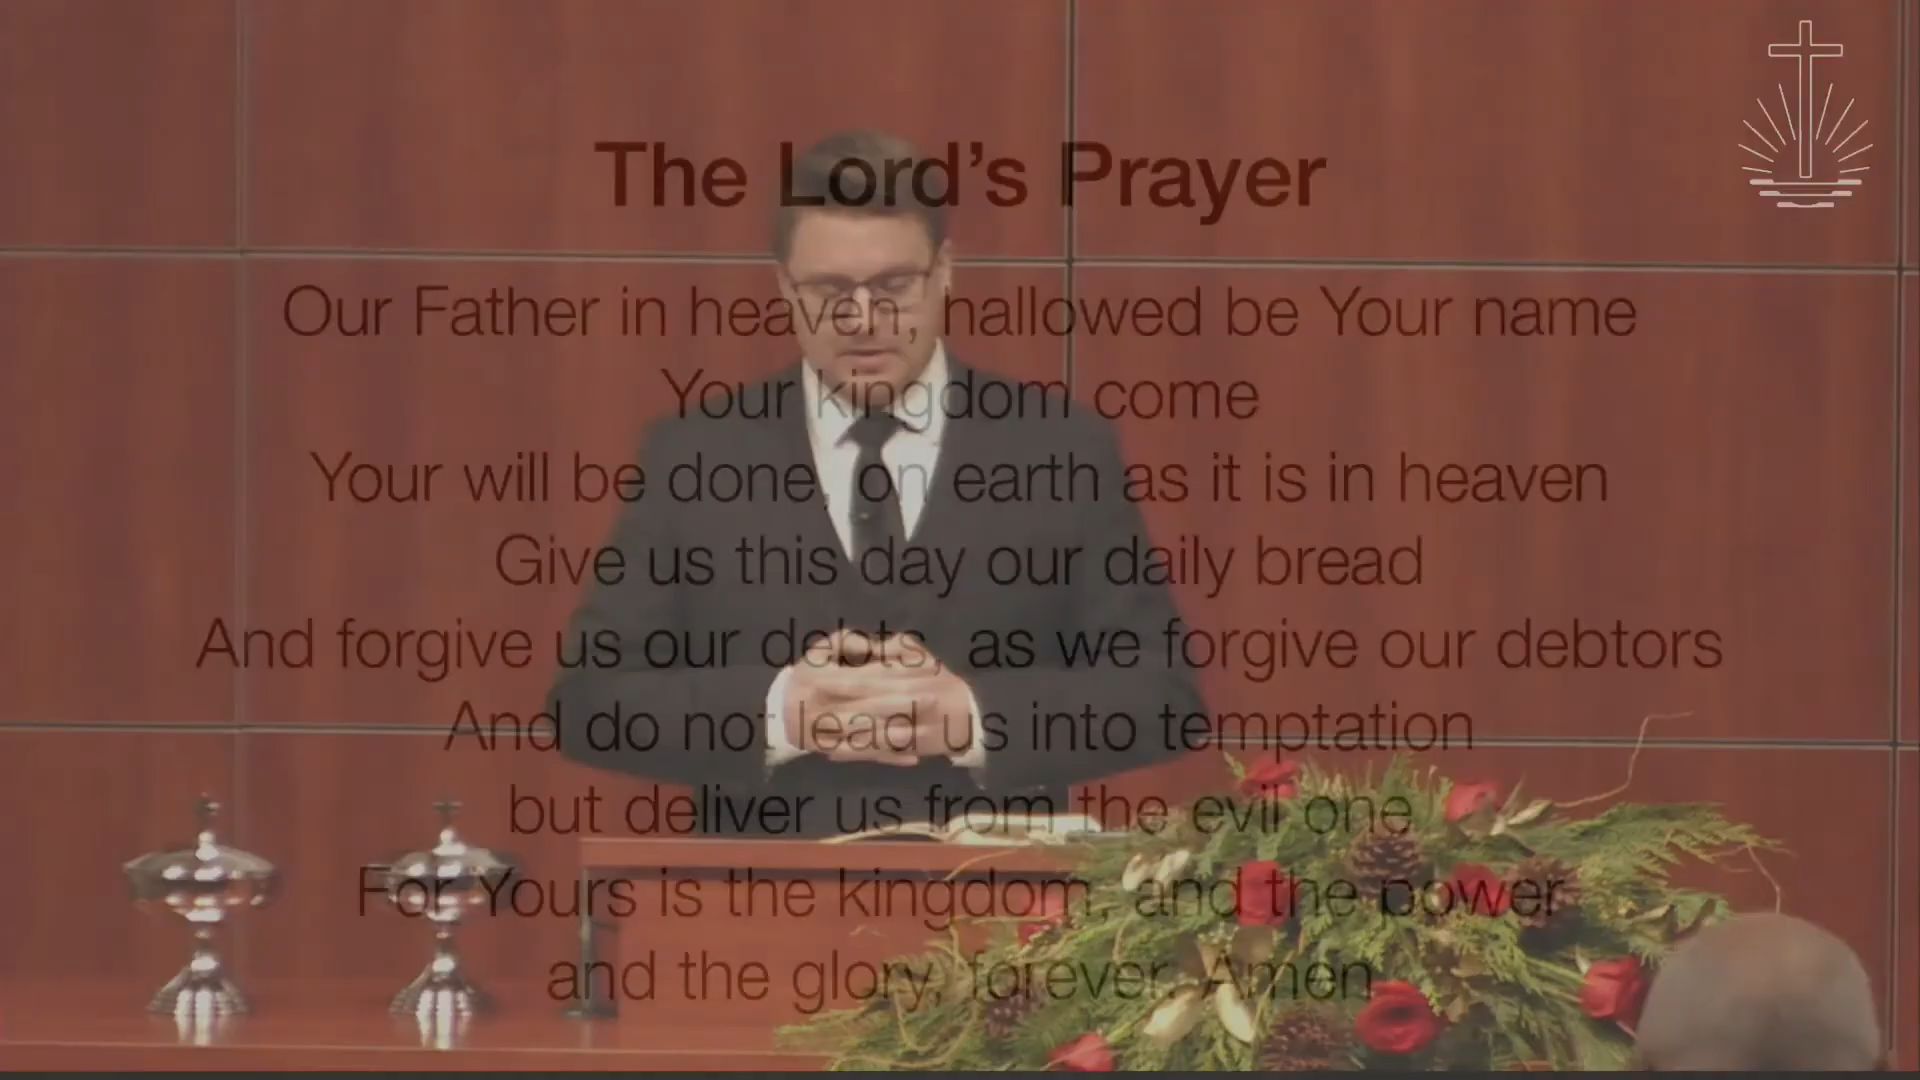 The Lord's Prayer
Our Father in heaven, hallowed be Your name
Your kingdom come
Your will be done, on earth as it is in heaven
Give us this day our daily bread
And forgive us our debts, as we forgive our debtors
And do not lead us into temptation
but deliver us from the evil one
For Yours is the kingdom, and the power
and the glory, forever. Amen